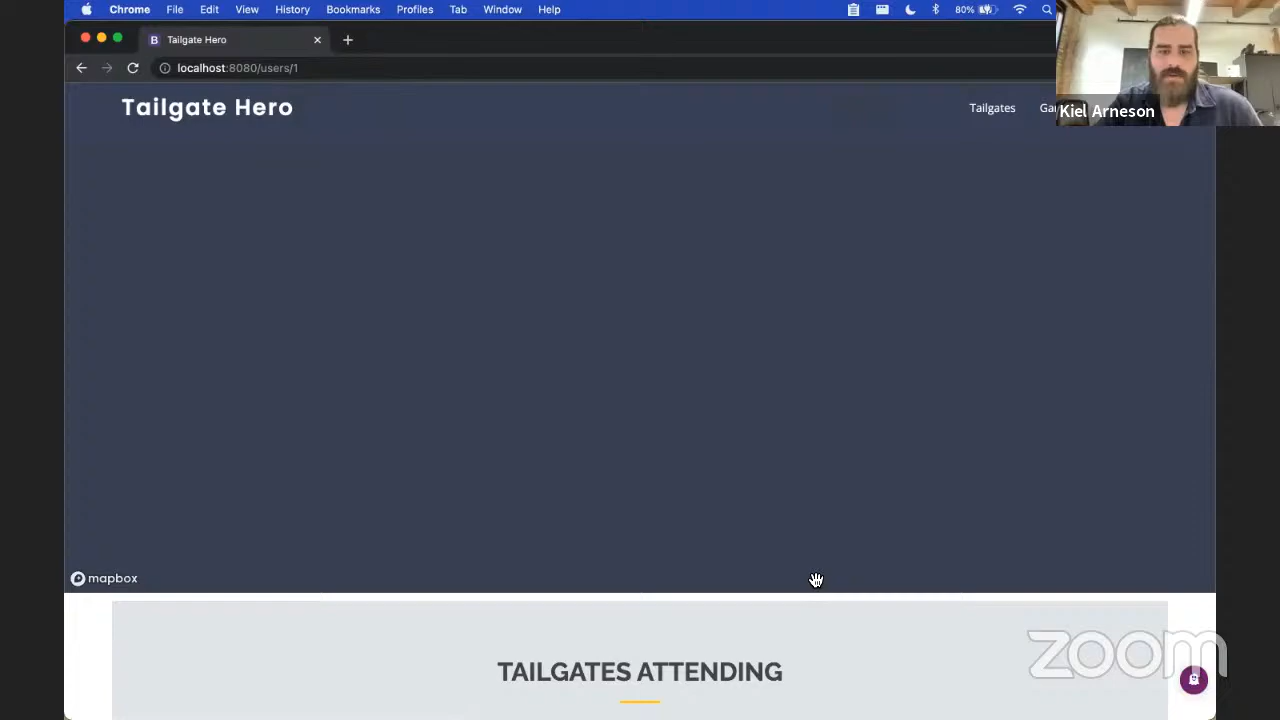 Chrome File Edit View History Bookmarks Profiles Tab Window Help 80%
B Tailgate Hero
localhost:8080/users/1
Tailgate Hero
Tailgates
Kiel Arneson
mapbox
TAILGATES ATTENDING
zoom